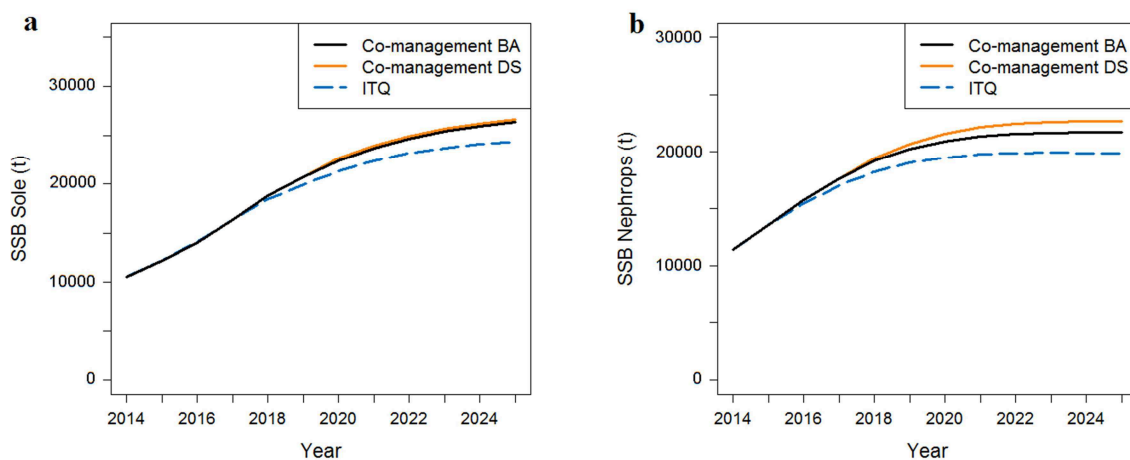 a
Co-management BA
Co-management DS
ITQ
SSB Sole (t)
30000
20000
10000
0
2014 2016 2018 2020 2022 2024
Year
b
Co-management BA
Co-management DS
ITQ
SSB Nephrops (t)
30000
20000
10000
0
2014 2016 2018 2020 2022 2024
Year